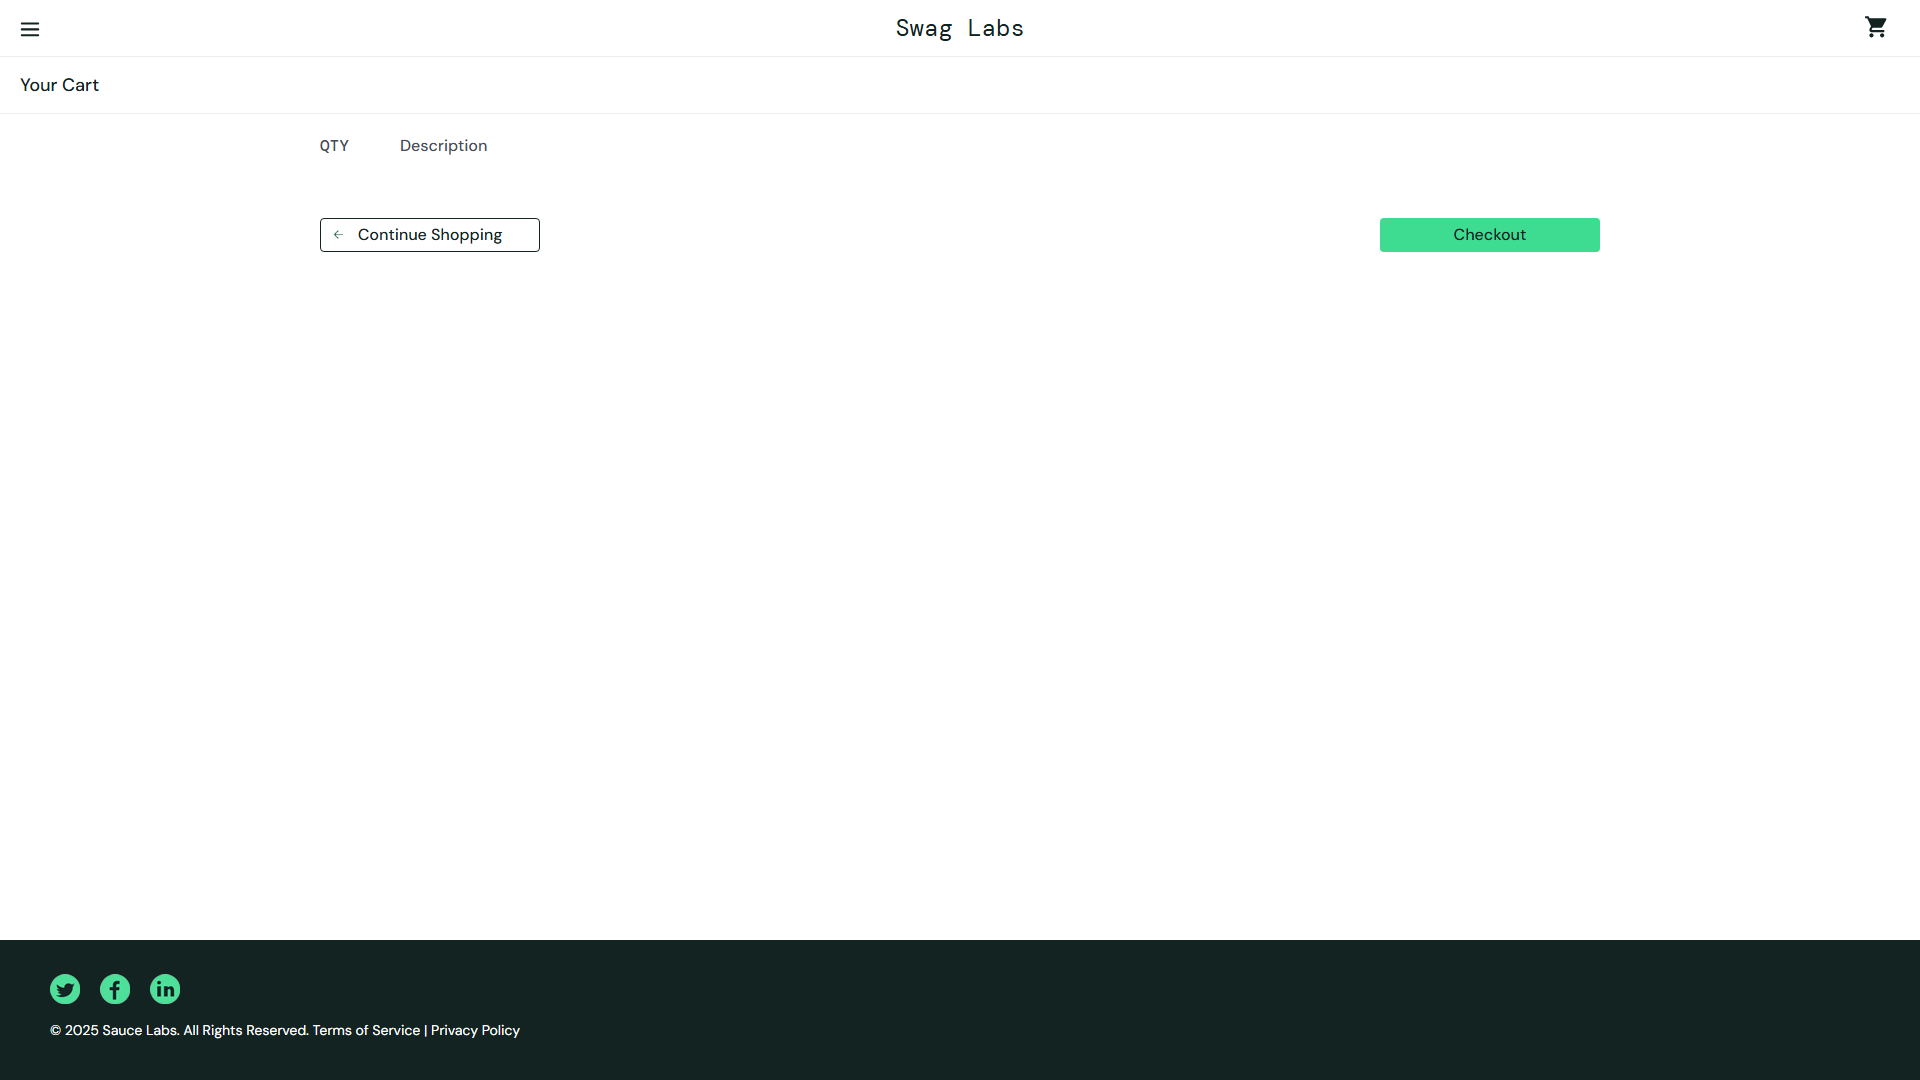 Swag Labs
Your Cart
QTY Description
Continue Shopping
Checkout
© 2025 Sauce Labs. All Rights Reserved. Terms of Service | Privacy Policy